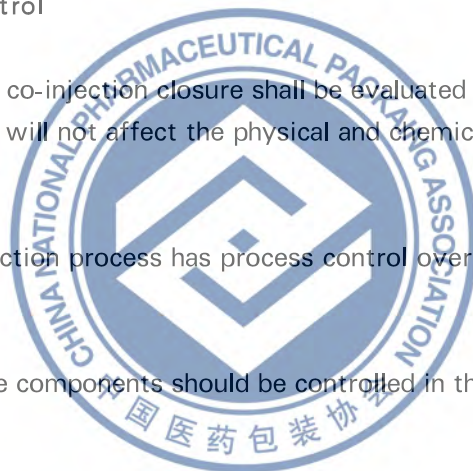 trol
co-injection closure shall be evaluated
will not affect the physical and chemic
ction process has process control over
e components should be controlled in th
CHINA NATIONAL PHARMACEUTICAL PACKAING ASSOCIATION
中国医药包装协会